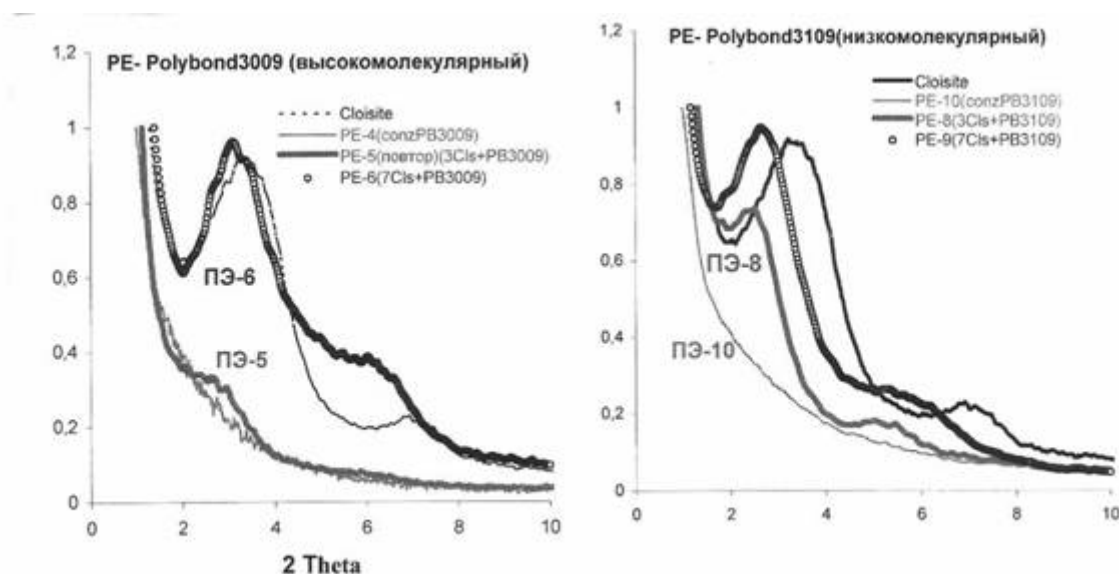 PE- Polybond3009 (высокомолекулярный)
Cloisite
PE-4(conzPB3009)
PE-5(повтор)(3Cls+PB3009)
PE-6(7Cls+PB3009)
1,2
1
0,8
0,6
0,4
0,2
0
ПЭ-6
ПЭ-5
0 2 4 6 8 10
2 Theta
PE- Polybond3109(низкомолекулярный)
Cloisite
PE-10(conzPB3109)
PE-8(3Cls+PB3109)
PE-9(7Cls+PB3109)
1,2
1
0,8
0,6
0,4
0,2
0
ПЭ-8
ПЭ-10
0 2 4 6 8 10